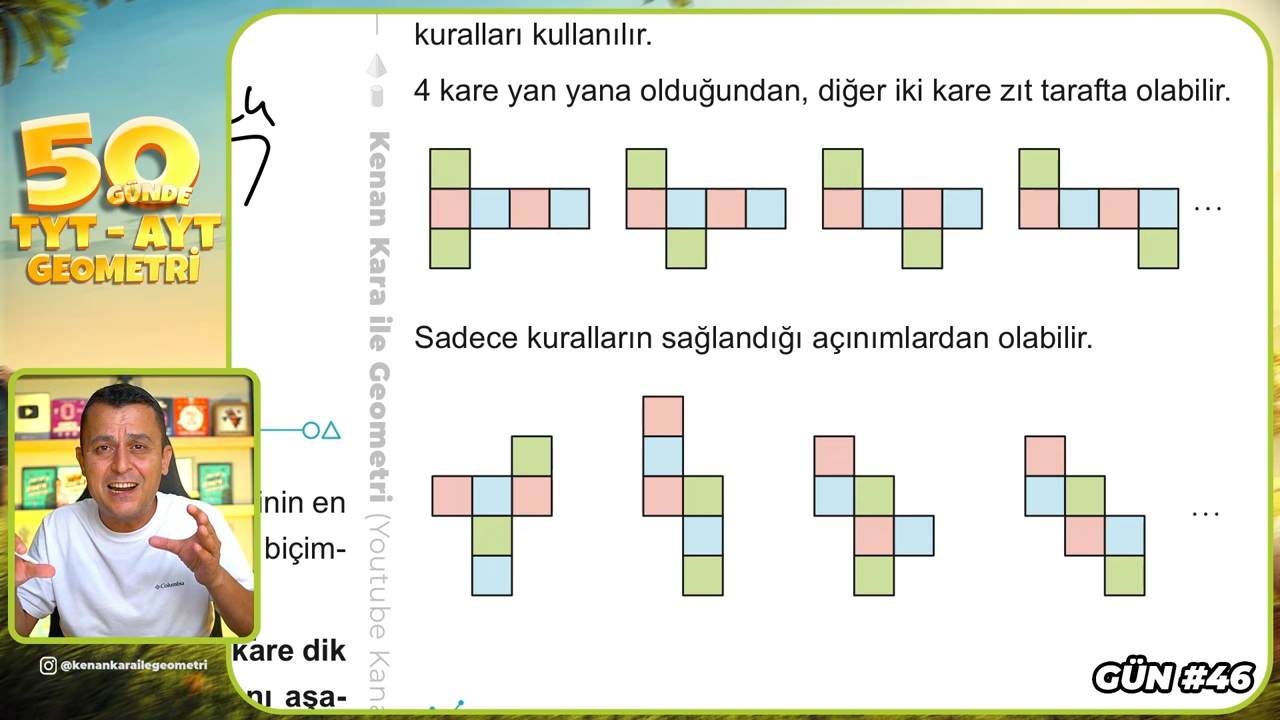 50
GÜNDE
TYT - AYT
GEOMETRİ
kuralları kullanılır.
4 kare yan yana olduğundan, diğer iki kare zıt tarafta olabilir.
...
Sadece kuralların sağlandığı açınımlardan olabilir.
...
Kenan Kara ile Geometri (Youtube Kana
inin en
biçim-
kare dik
nı aşa-
Columbia
@kenankarailegeometri
GÜN #46